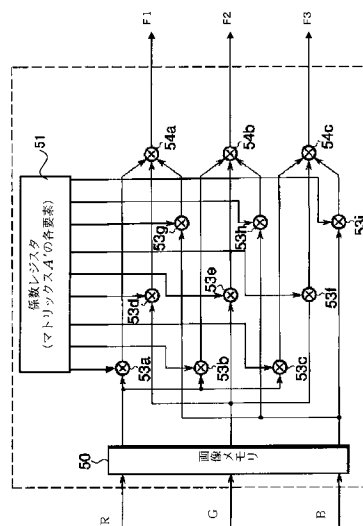 51
係数レジスタ
(マトリックスA'の各要素)
53a
53d
53g
54a
F1
53b
53e
53h
54b
F2
53c
53f
53i
54c
F3
50
画像メモリ
R
G
B